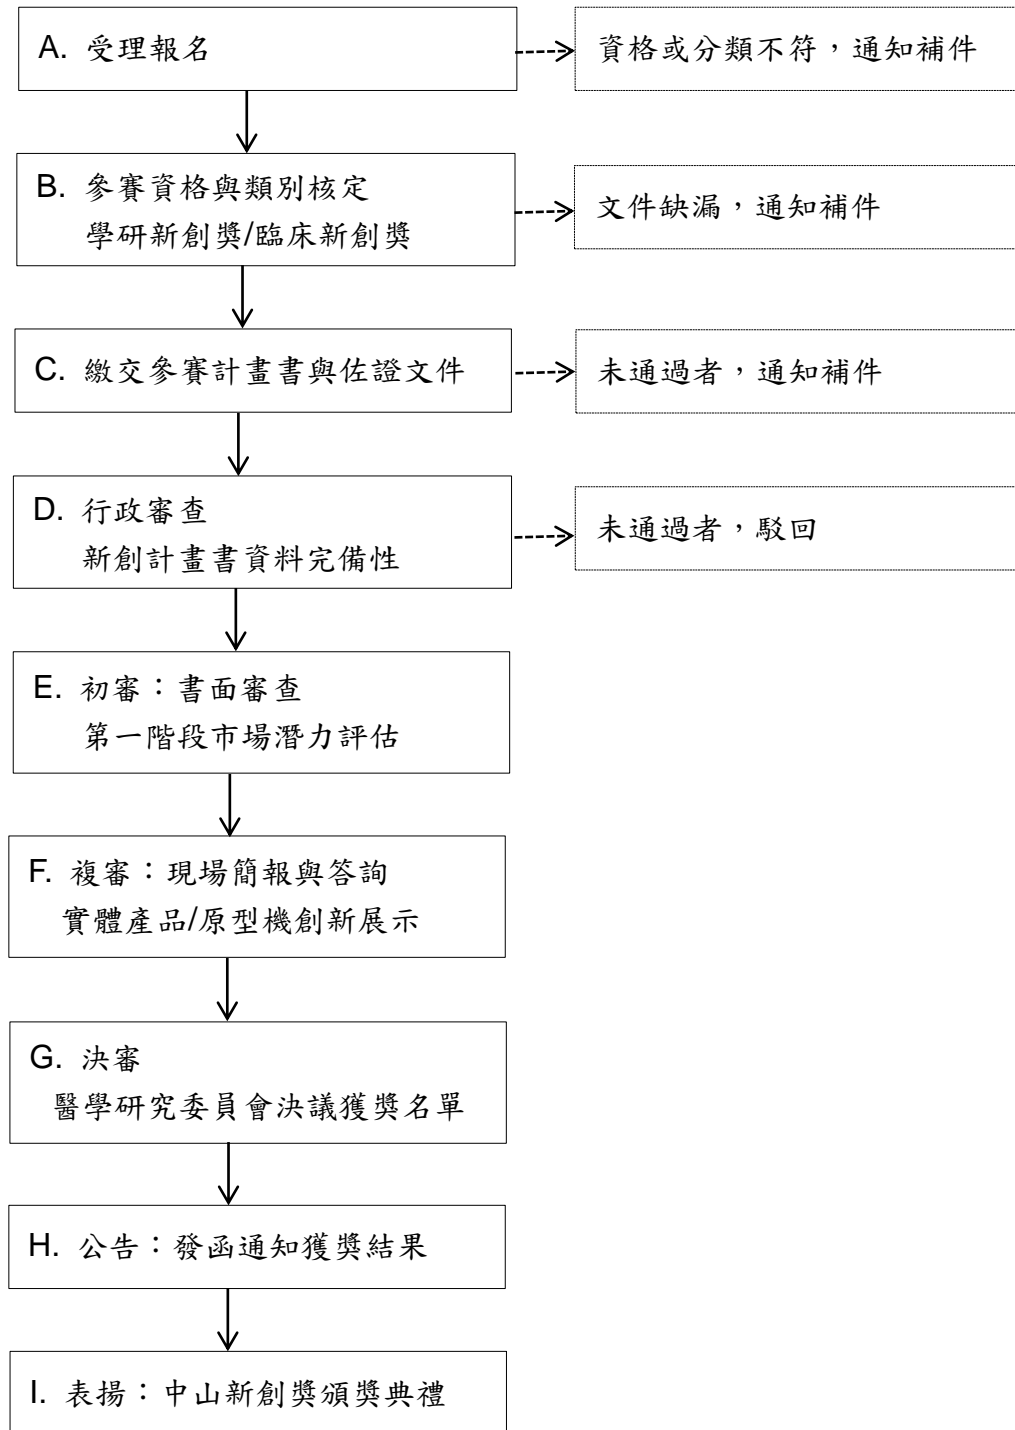 A. 受理報名
資格或分類不符，通知補件
B. 參賽資格與類別核定
學研新創獎/臨床新創獎
文件缺漏，通知補件
C. 繳交參賽計畫書與佐證文件
未通過者，通知補件
D. 行政審查
新創計畫書資料完備性
未通過者，駁回
E. 初審：書面審查
第一階段市場潛力評估
F. 複審：現場簡報與答詢
實體產品/原型機創新展示
G. 決審
醫學研究委員會決議獲獎名單
H. 公告：發函通知獲獎結果
I. 表揚：中山新創獎頒獎典禮